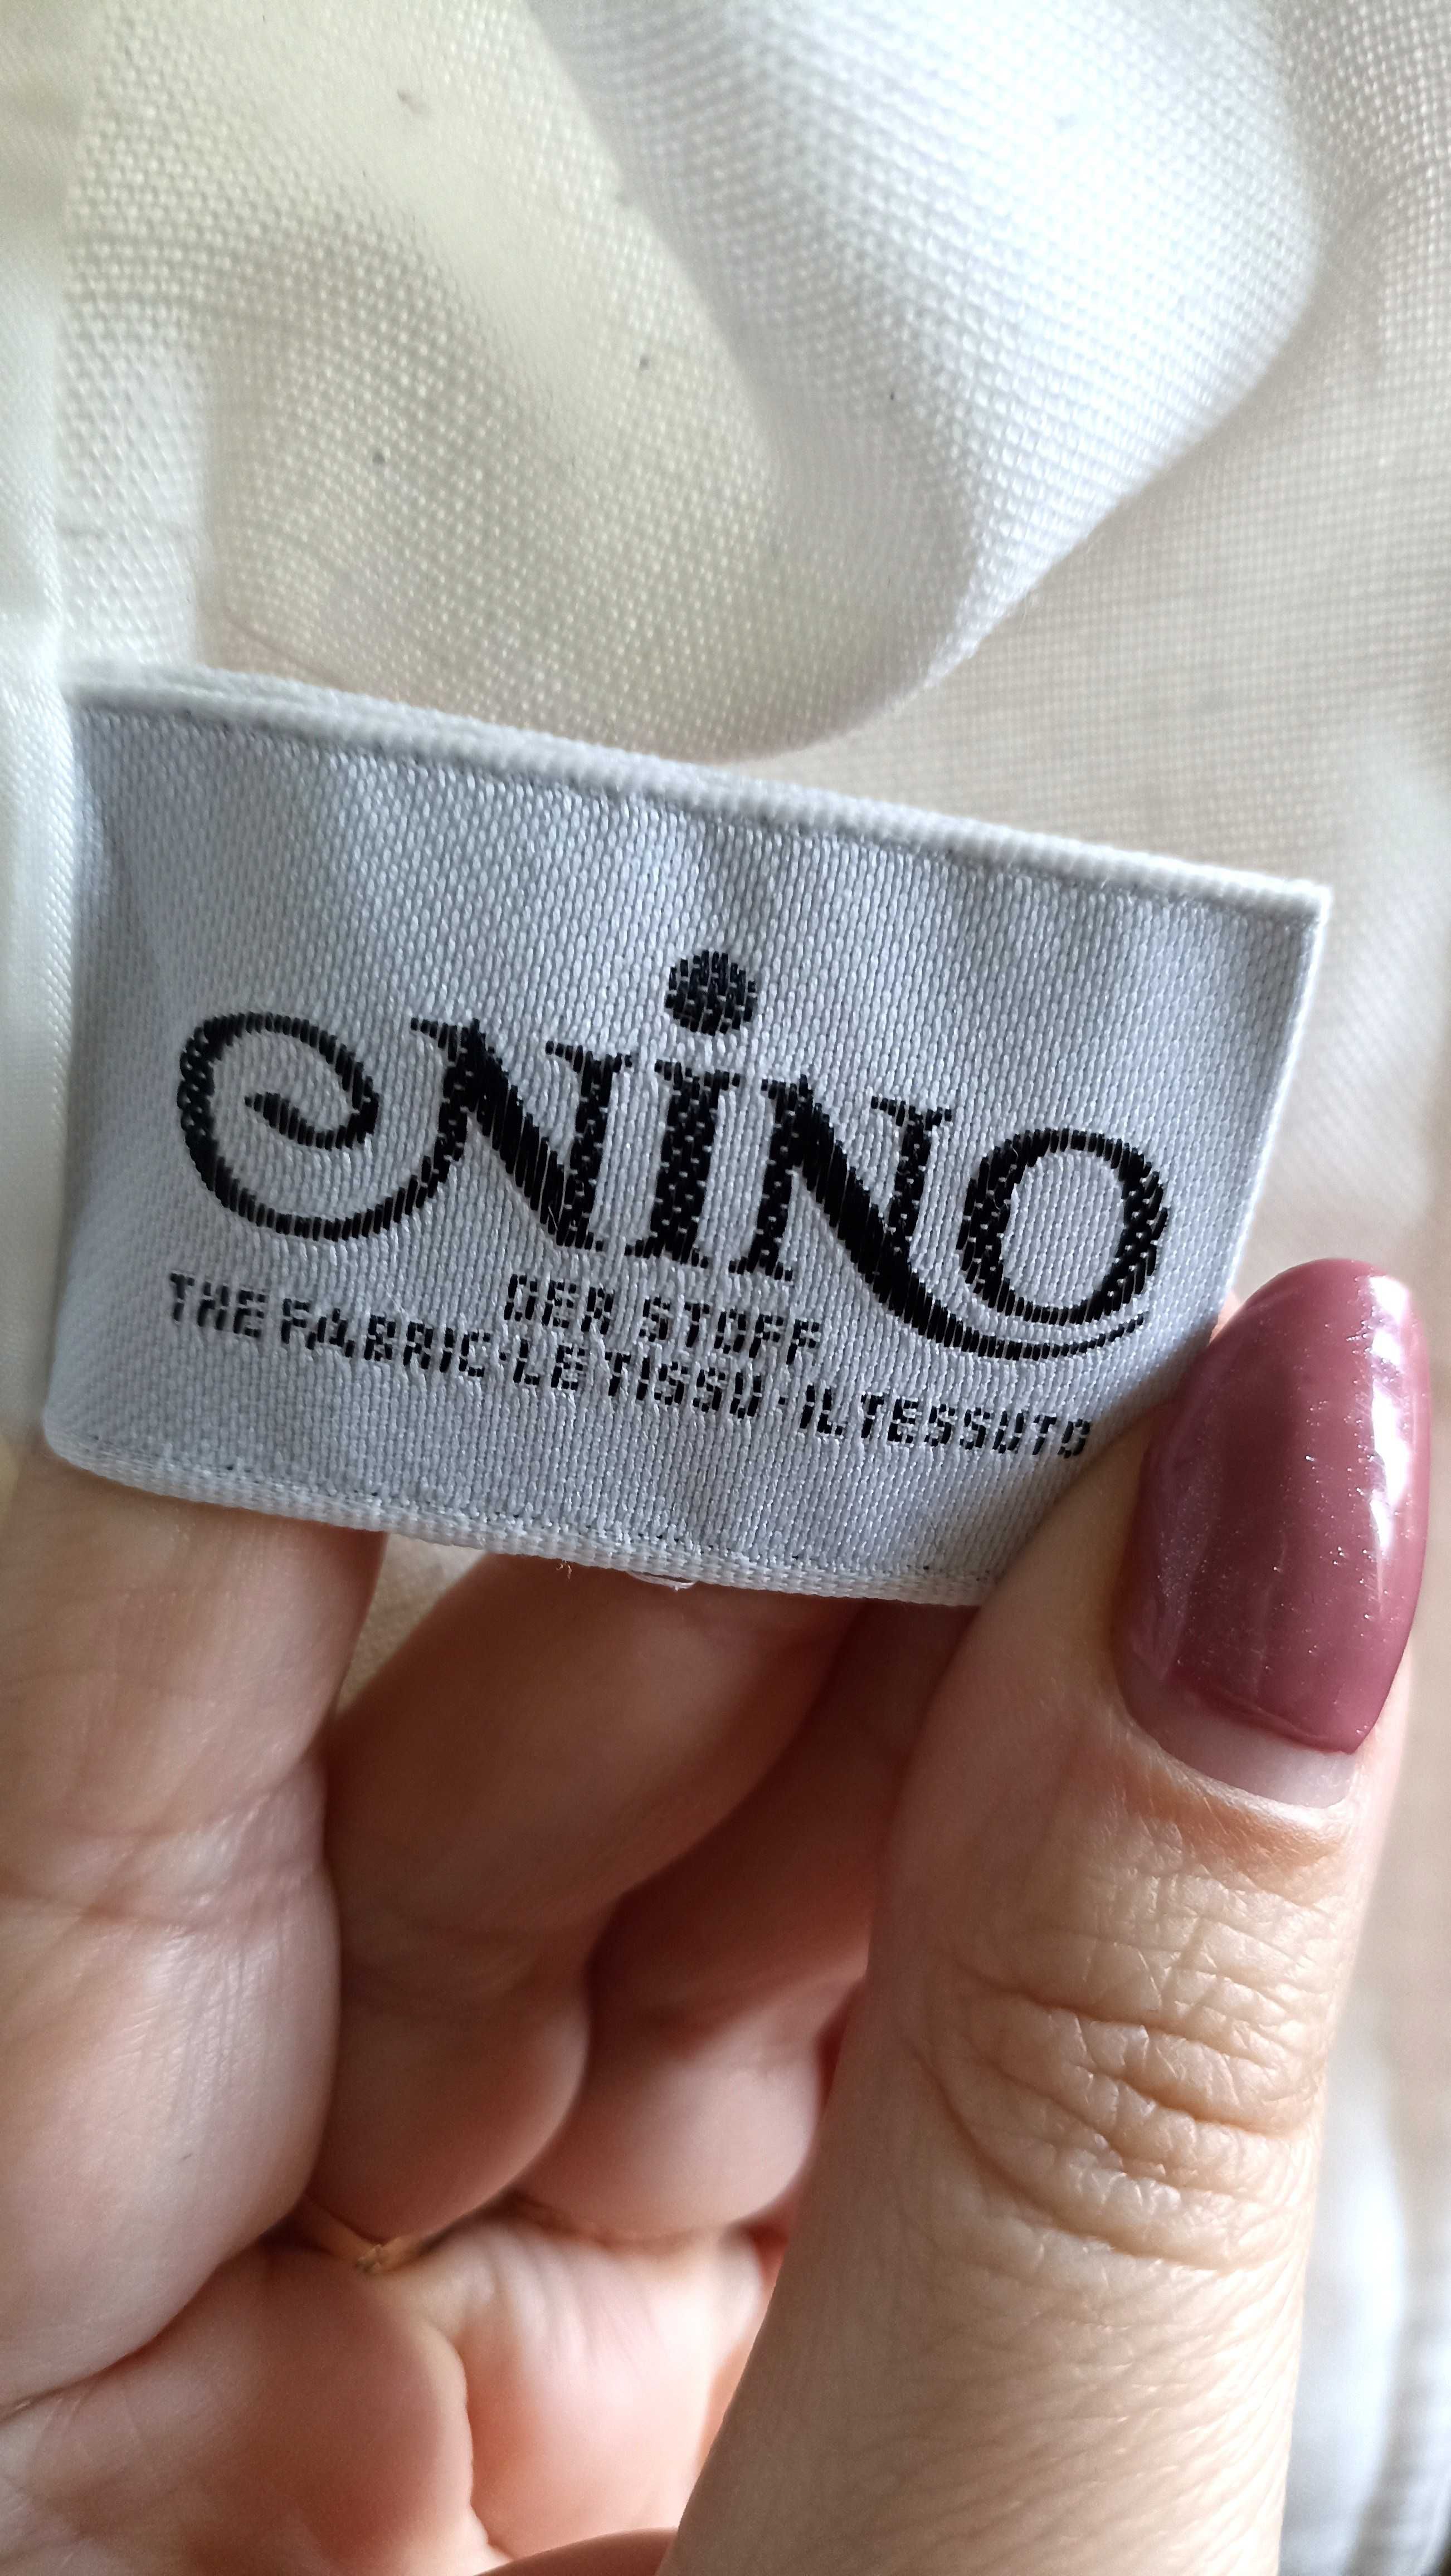 NiNO
DER STOFF
THE FABRIC·LE TISSU·IL TESSUTO